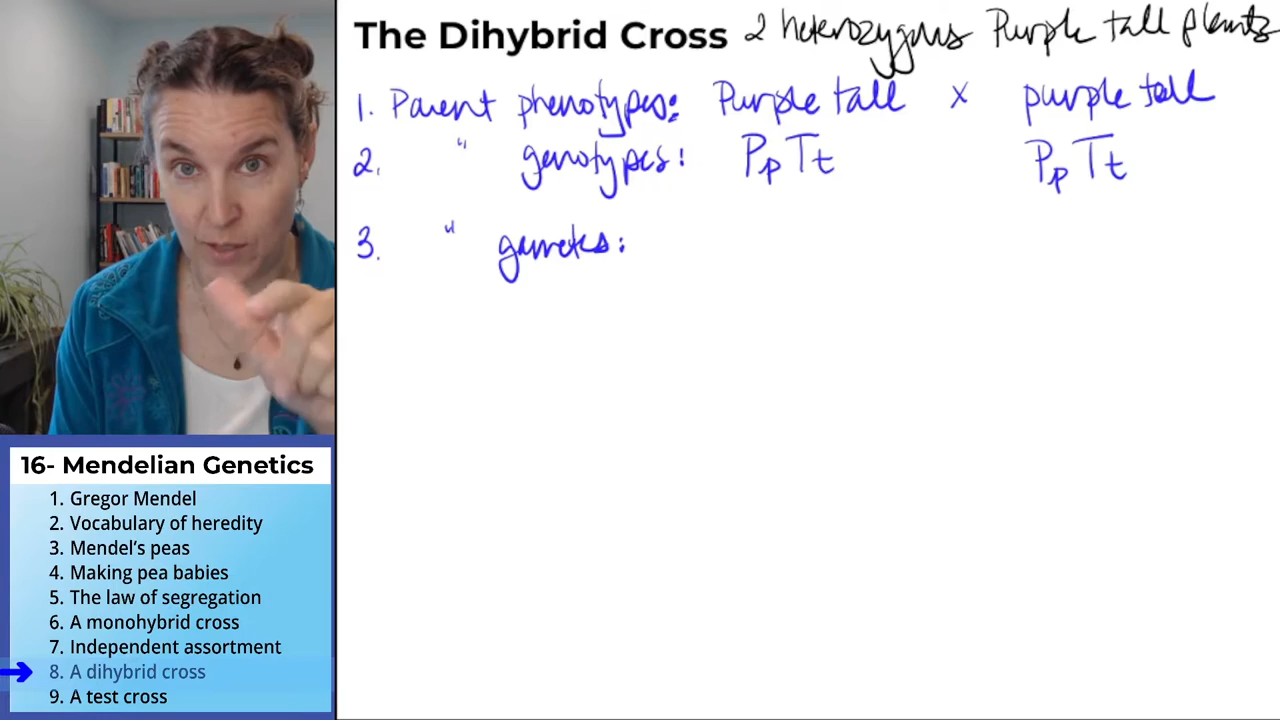 The Dihybrid Cross 2 heterozygous Purple tall plants
1. Parent phenotypes: Purple tall x purple tall
2. " genotypes: PpTt PpTt
3. " gametes:
16- Mendelian Genetics
1. Gregor Mendel
2. Vocabulary of heredity
3. Mendel's peas
4. Making pea babies
5. The law of segregation
6. A monohybrid cross
7. Independent assortment
8. A dihybrid cross
9. A test cross